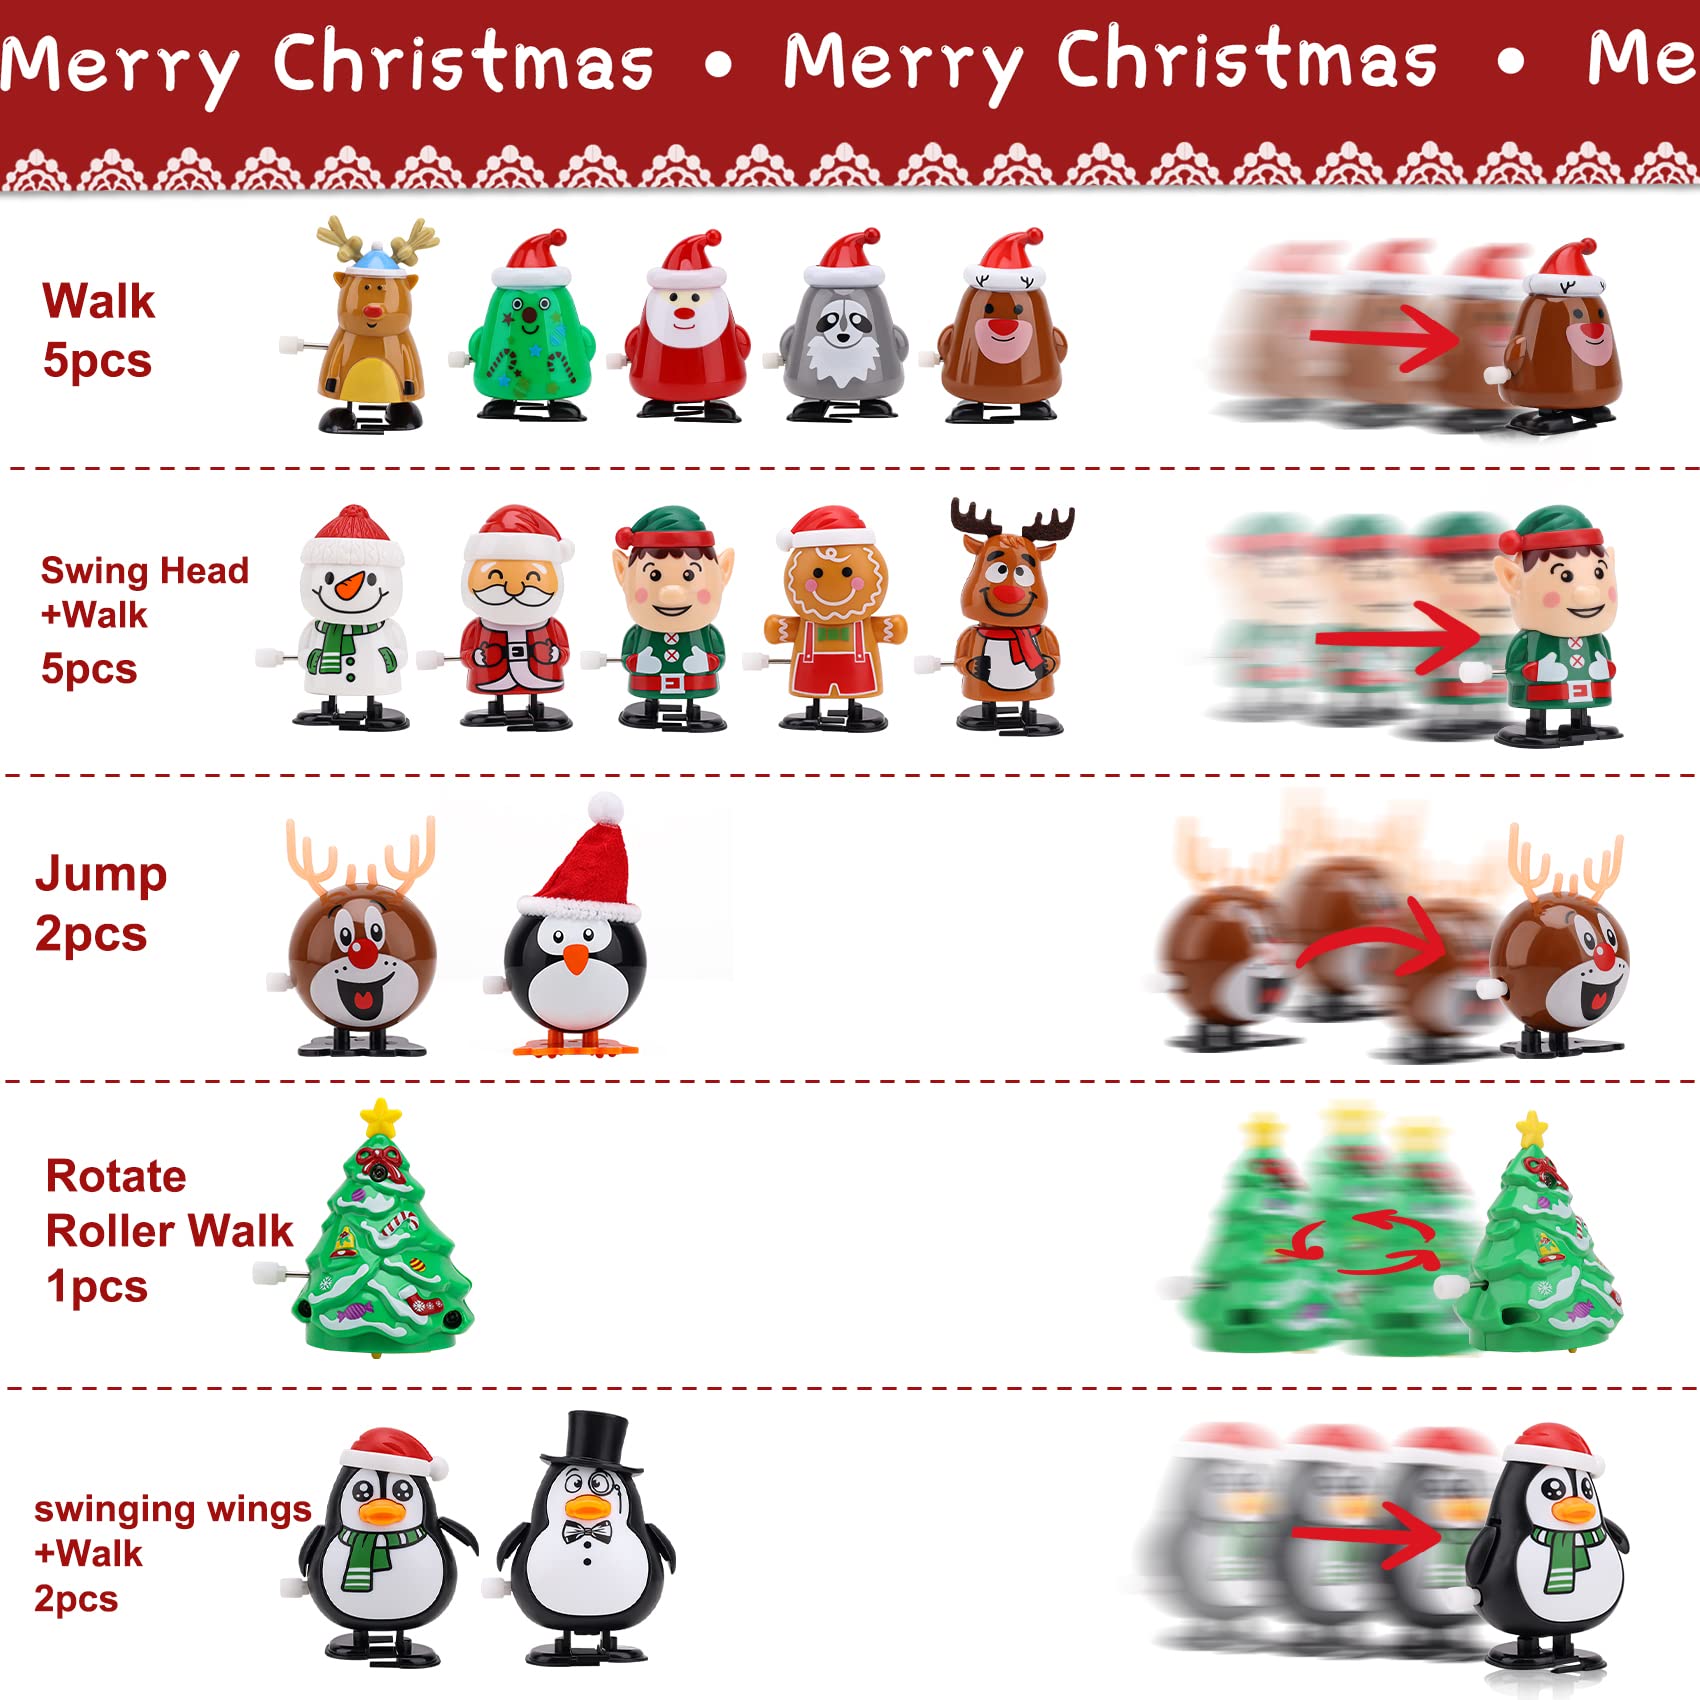 Merry Christmas • Merry Christmas • Me
Walk
5pcs
Swing Head
+Walk
5pcs
Jump
2pcs
Rotate
Roller Walk
1pcs
swinging wings
+Walk
2pcs